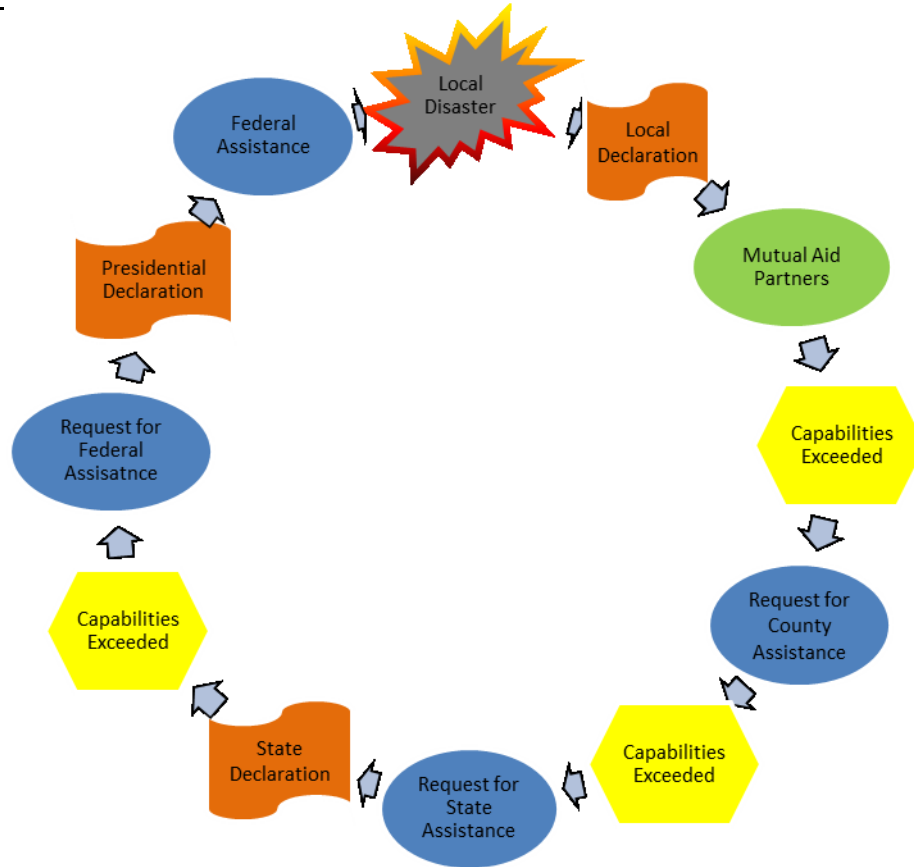 Local
Disaster
Local
Declaration
Mutual Aid
Partners
Capabilities
Exceeded
Request for
County
Assistance
Capabilities
Exceeded
Request for
State
Assistance
State
Declaration
Capabilities
Exceeded
Request for
Federal
Assisatnce
Presidential
Declaration
Federal
Assistance